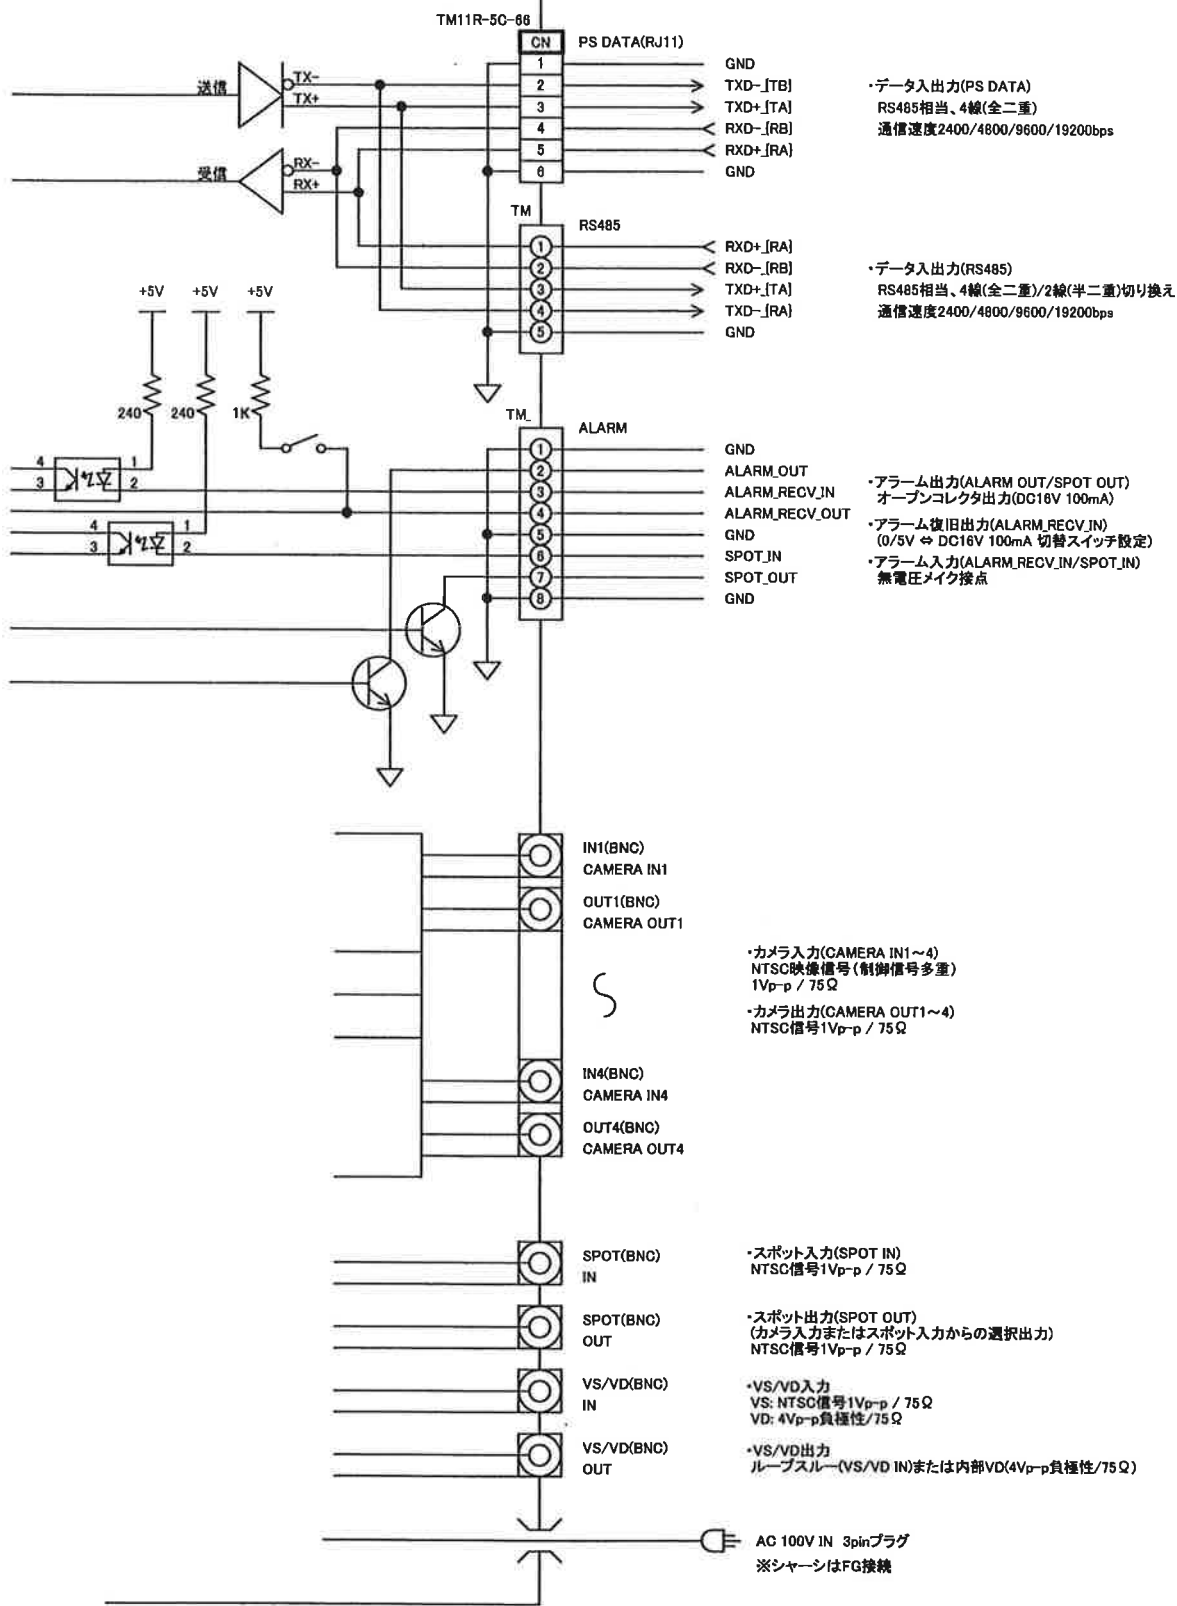 TM11R-5C-66
CN PS DATA(RJ11)
1 GND
送信 TX- 2 TXD-_[TB] ・データ入出力(PS DATA)
TX+ 3 TXD+_[TA] RS485相当、4線(全二重)
4 RXD-_[RB] 通信速度2400/4800/9600/19200bps
5 RXD+_[RA]
受信 RX- 6 GND
RX+
TM RS485
1 RXD+_[RA]
2 RXD-_[RB] ・データ入出力(RS485)
+5V +5V +5V 3 TXD+_[TA] RS485相当、4線(全二重)/2線(半二重)切り換え
4 TXD-_[RA] 通信速度2400/4800/9600/19200bps
5 GND
240 240 1K
TM_ ALARM
1 GND
4 1 2 ALARM_OUT ・アラーム出力(ALARM OUT/SPOT OUT)
3 2 3 ALARM_RECV_IN オープンコレクタ出力(DC16V 100mA)
4 ALARM_RECV_OUT ・アラーム復旧出力(ALARM_RECV_IN)
4 1 5 GND (0/5V ⇔ DC16V 100mA 切替スイッチ設定)
3 2 6 SPOT_IN ・アラーム入力(ALARM_RECV_IN/SPOT_IN)
7 SPOT_OUT 無電圧メイク接点
8 GND
IN1(BNC)
CAMERA IN1
OUT1(BNC)
CAMERA OUT1
・カメラ入力(CAMERA IN1～4)
NTSC映像信号(制御信号多重)
1Vp-p / 75Ω
・カメラ出力(CAMERA OUT1～4)
NTSC信号1Vp-p / 75Ω
IN4(BNC)
CAMERA IN4
OUT4(BNC)
CAMERA OUT4
SPOT(BNC) ・スポット入力(SPOT IN)
IN NTSC信号1Vp-p / 75Ω
SPOT(BNC) ・スポット出力(SPOT OUT)
OUT (カメラ入力またはスポット入力からの選択出力)
NTSC信号1Vp-p / 75Ω
VS/VD(BNC) ・VS/VD入力
IN VS: NTSC信号1Vp-p / 75Ω
VD: 4Vp-p負極性/75Ω
VS/VD(BNC) ・VS/VD出力
OUT ループスルー(VS/VD IN)または内部VD(4Vp-p負極性/75Ω)
AC 100V IN 3pinプラグ
※シャーシはFG接続